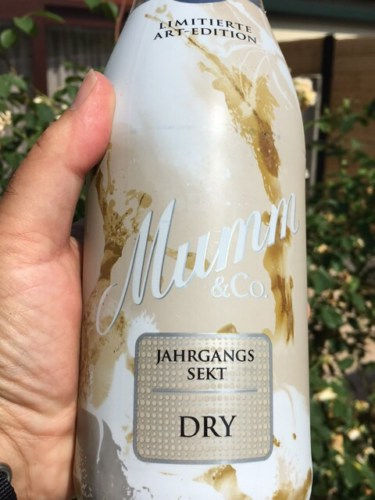 LIMITIERTE
ART-EDITION
Mumm
&Co.
JAHRGANGS
SEKT
DRY